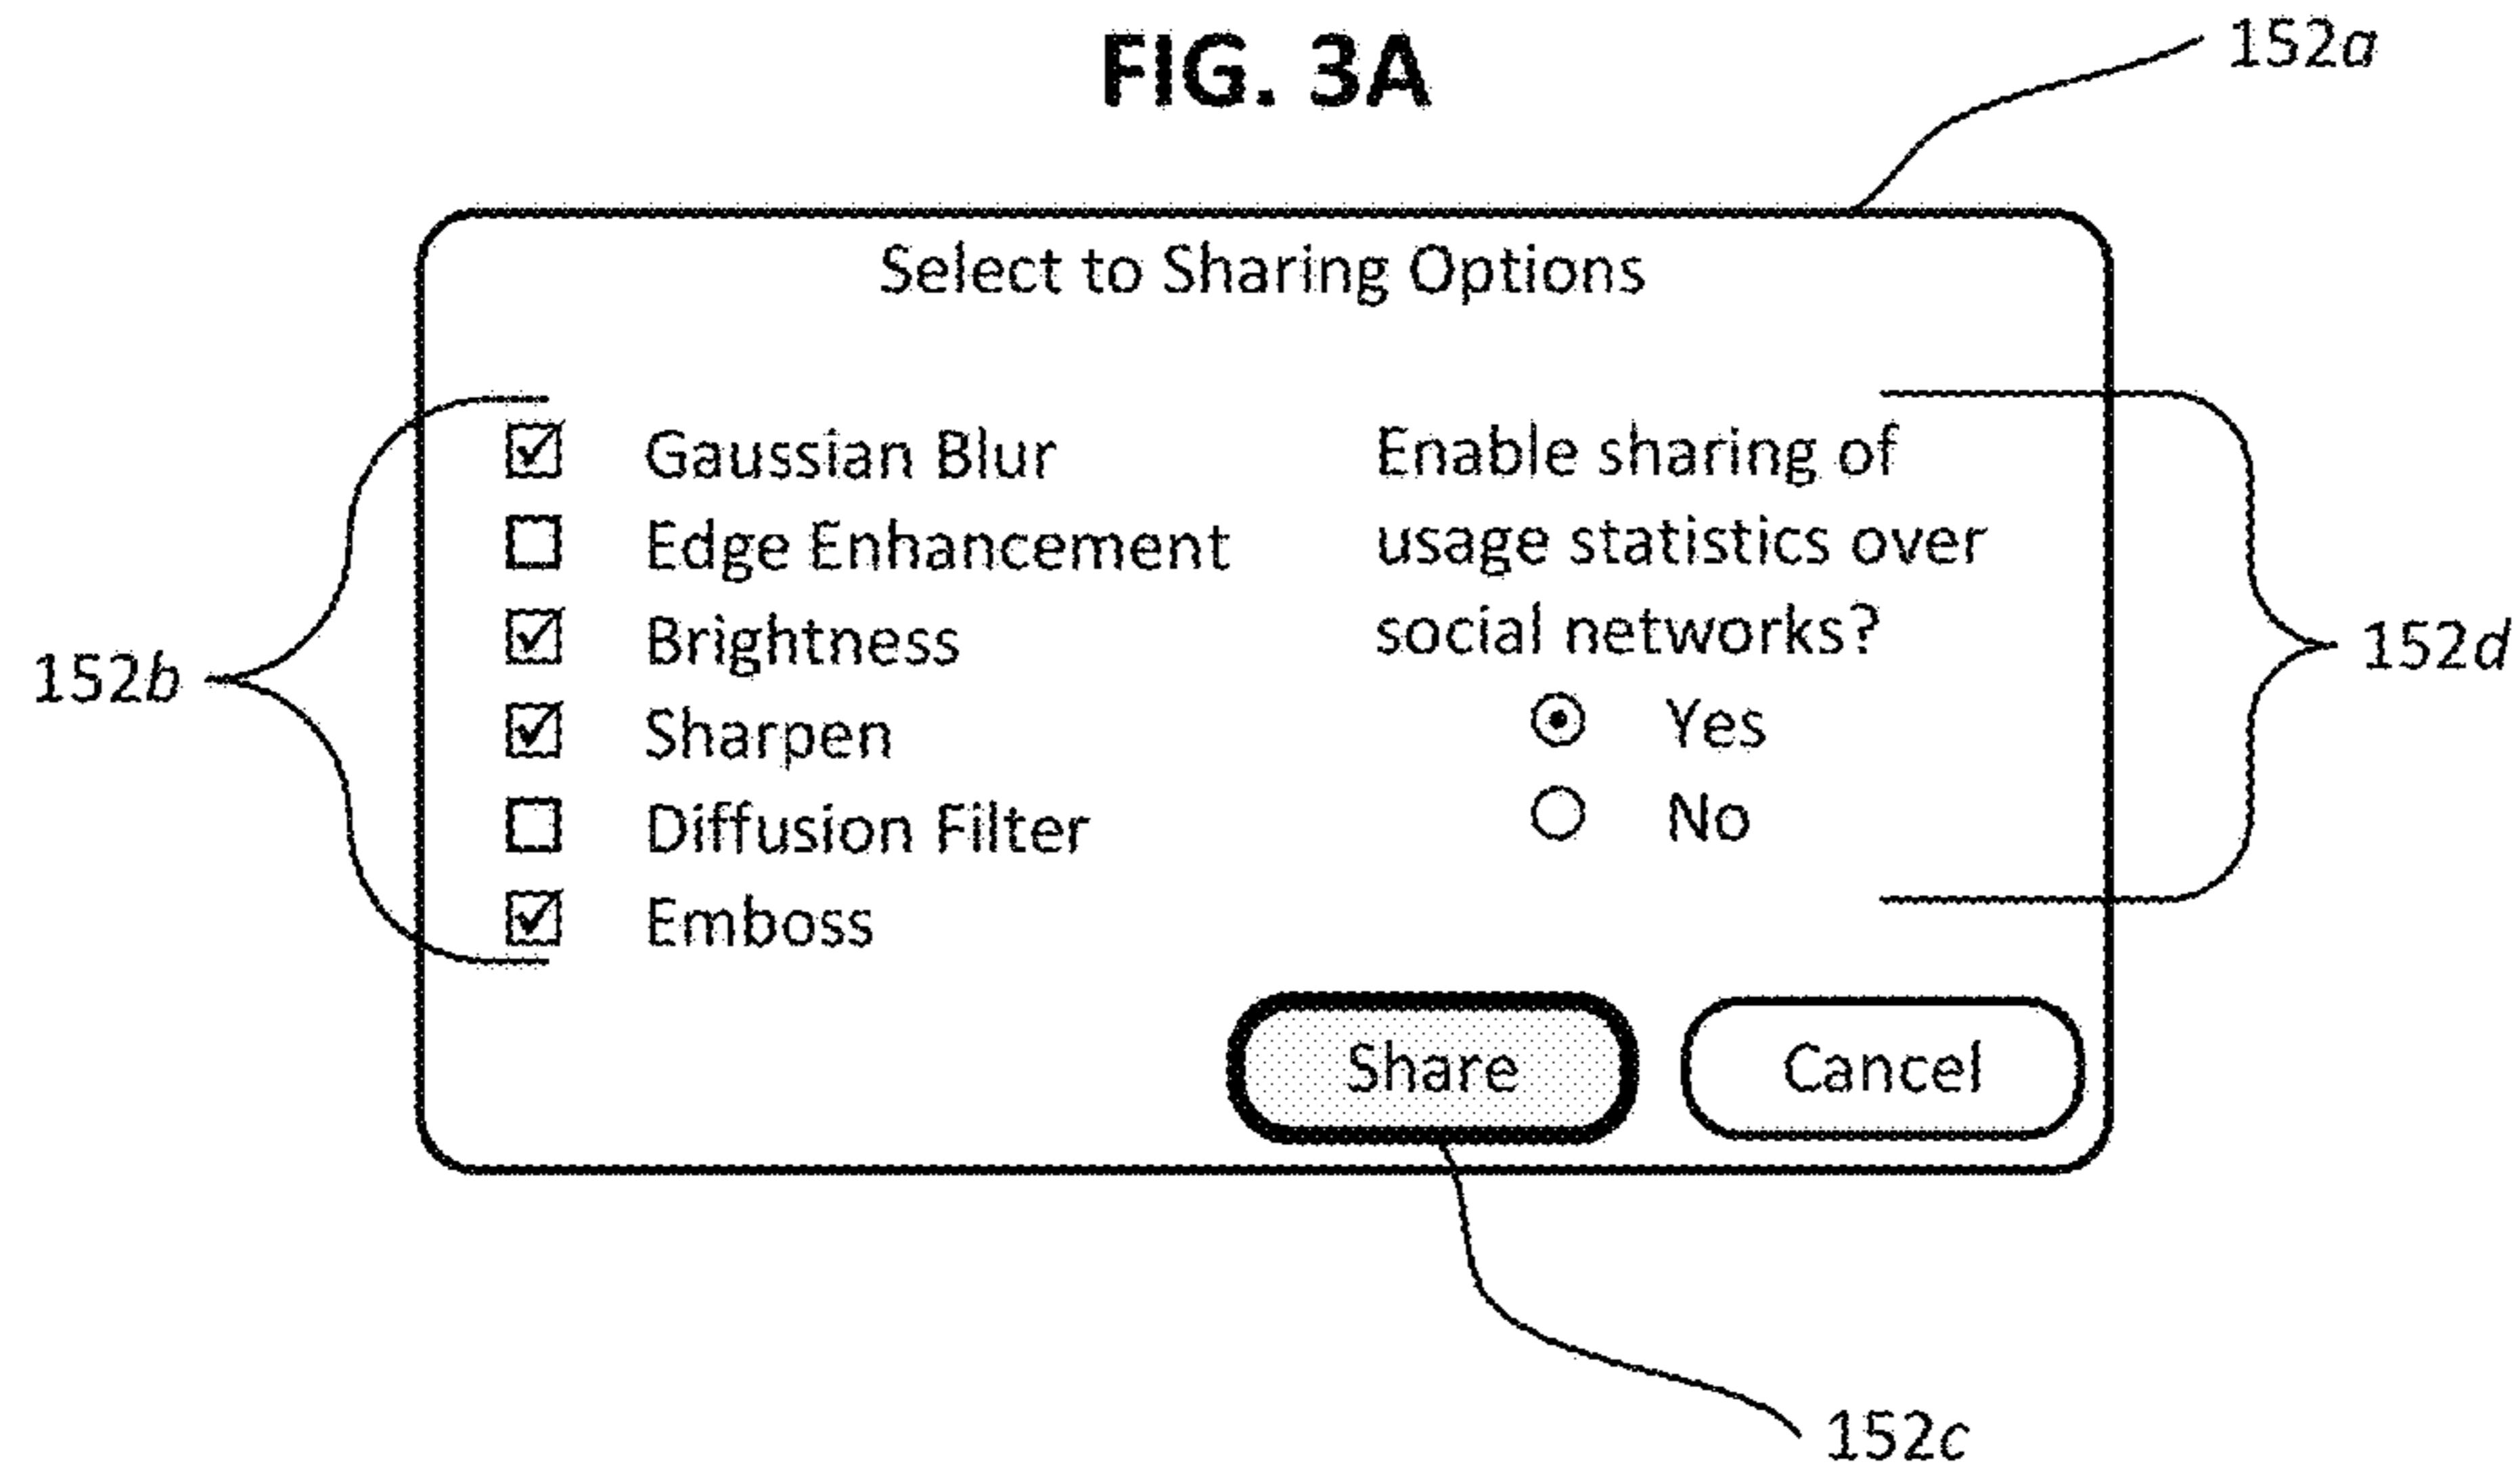 FIG. 3A
152a
Select to Sharing Options
152b
Gaussian Blur
Edge Enhancement
Brightness
Sharpen
Diffusion Filter
Emboss
Enable sharing of
usage statistics over
social networks?
Yes
No
152d
Share
Cancel
152c